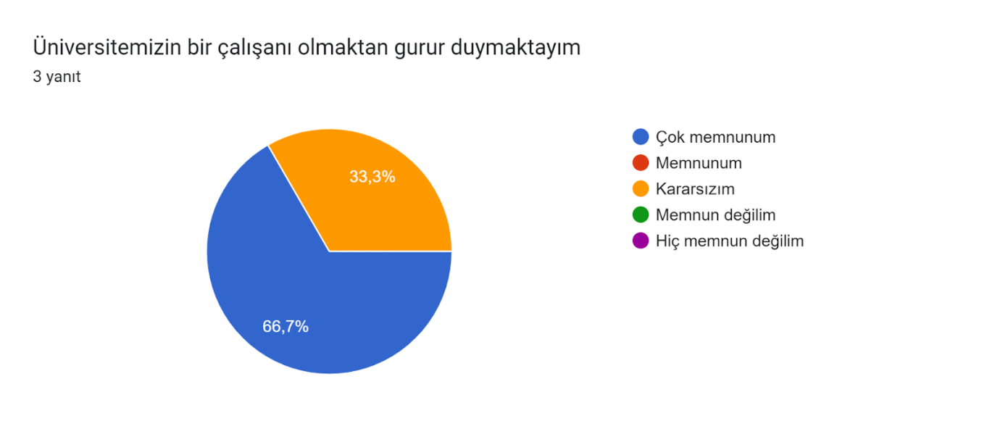 Üniversitemizin bir çalışanı olmaktan gurur duymaktayım
3 yanıt
33,3%
66,7%
Çok memnunum
Memnunum
Kararsızım
Memnun değilim
Hiç memnun değilim